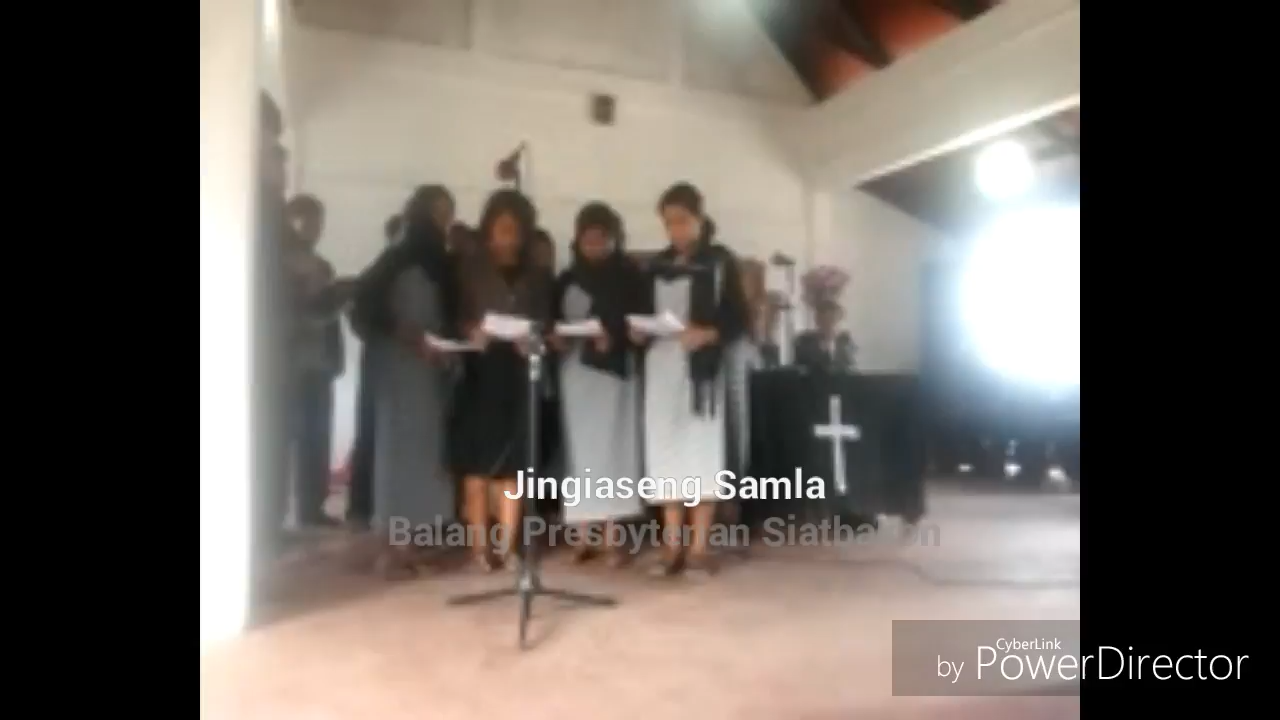 Jingiaseng Samla
Balang Presbyterian Siatbakon
CyberLink
by PowerDirector